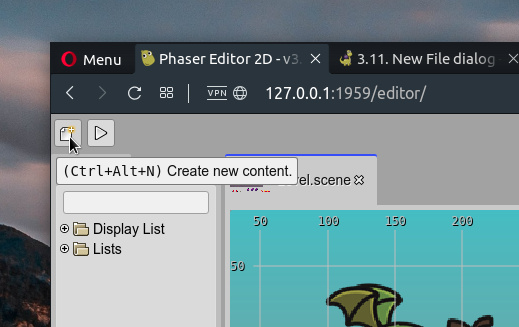 Menu
Phaser Editor 2D - v3.
3.11. New File dialog
VPN
127.0.0.1:1959/editor/
(Ctrl+Alt+N) Create new content.
.scene
Display List
Lists
50
100
150
200
50